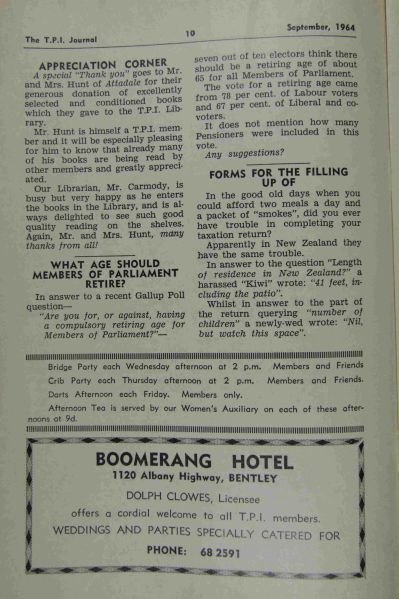 The T.P.I. Journal
10
September, 1964
APPRECIATION CORNER
A special "Thank you" goes to Mr.
and Mrs. Hunt of Attadale for their
generous donation of excellently
selected and conditioned books
which they gave to the T.P.I. Lib-
rary.
Mr. Hunt is himself a T.P.I. mem-
ber and it will be especially pleasing
for him to know that already many
of his books are being read by
other members and greatly appreci-
ated.
Our Librarian, Mr. Carmody, is
busy but very happy as he enters
the books in the Library, and is al-
ways delighted to see such good
quality reading on the shelves.
Again, Mr. and Mrs. Hunt, many
thanks from all!
WHAT AGE SHOULD
MEMBERS OF PARLIAMENT
RETIRE?
In answer to a recent Gallup Poll
question—
"Are you for, or against, having
a compulsory retiring age for
Members of Parliament?"—
seven out of ten electors think there
should be a retiring age of about
65 for all Members of Parliament.
The vote for a retiring age came
from 78 per cent. of Labour voters
and 67 per cent. of Liberal and co-
voters.
It does not mention how many
Pensioners were included in this
vote.
Any suggestions?
FORMS FOR THE FILLING
UP OF
In the good old days when you
could afford two meals a day and
a packet of "smokes", did you ever
have trouble in completing your
taxation return?
Apparently in New Zealand they
have the same trouble.
In answer to the question "Length
of residence in New Zealand?" a
harassed "Kiwi" wrote: "41 feet, in-
cluding the patio".
Whilst in answer to the part of
the return querying "number of
children" a newly-wed wrote: "Nil,
but watch this space".
Bridge Party each Wednesday afternoon at 2 p.m. Members and Friends
Crib Party each Thursday afternoon at 2 p.m. Members and Friends.
Darts Afternoon each Friday. Members only.
Afternoon Tea is served by our Women's Auxiliary on each of these after-
noons at 9d.
BOOMERANG HOTEL
1120 Albany Highway, BENTLEY
DOLPH CLOWES, Licensee
offers a cordial welcome to all T.P.I. members.
WEDDINGS AND PARTIES SPECIALLY CATERED FOR
PHONE: 68 2591